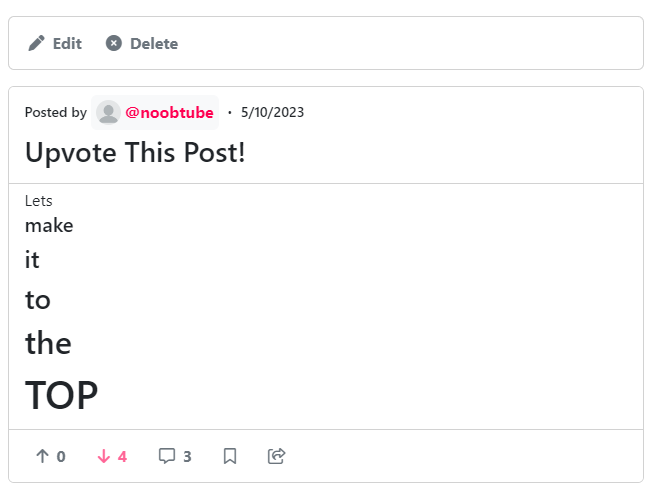 Edit Delete
Posted by @noobtube • 5/10/2023
Upvote This Post!
Lets
make
it
to
the
TOP
0 4 3